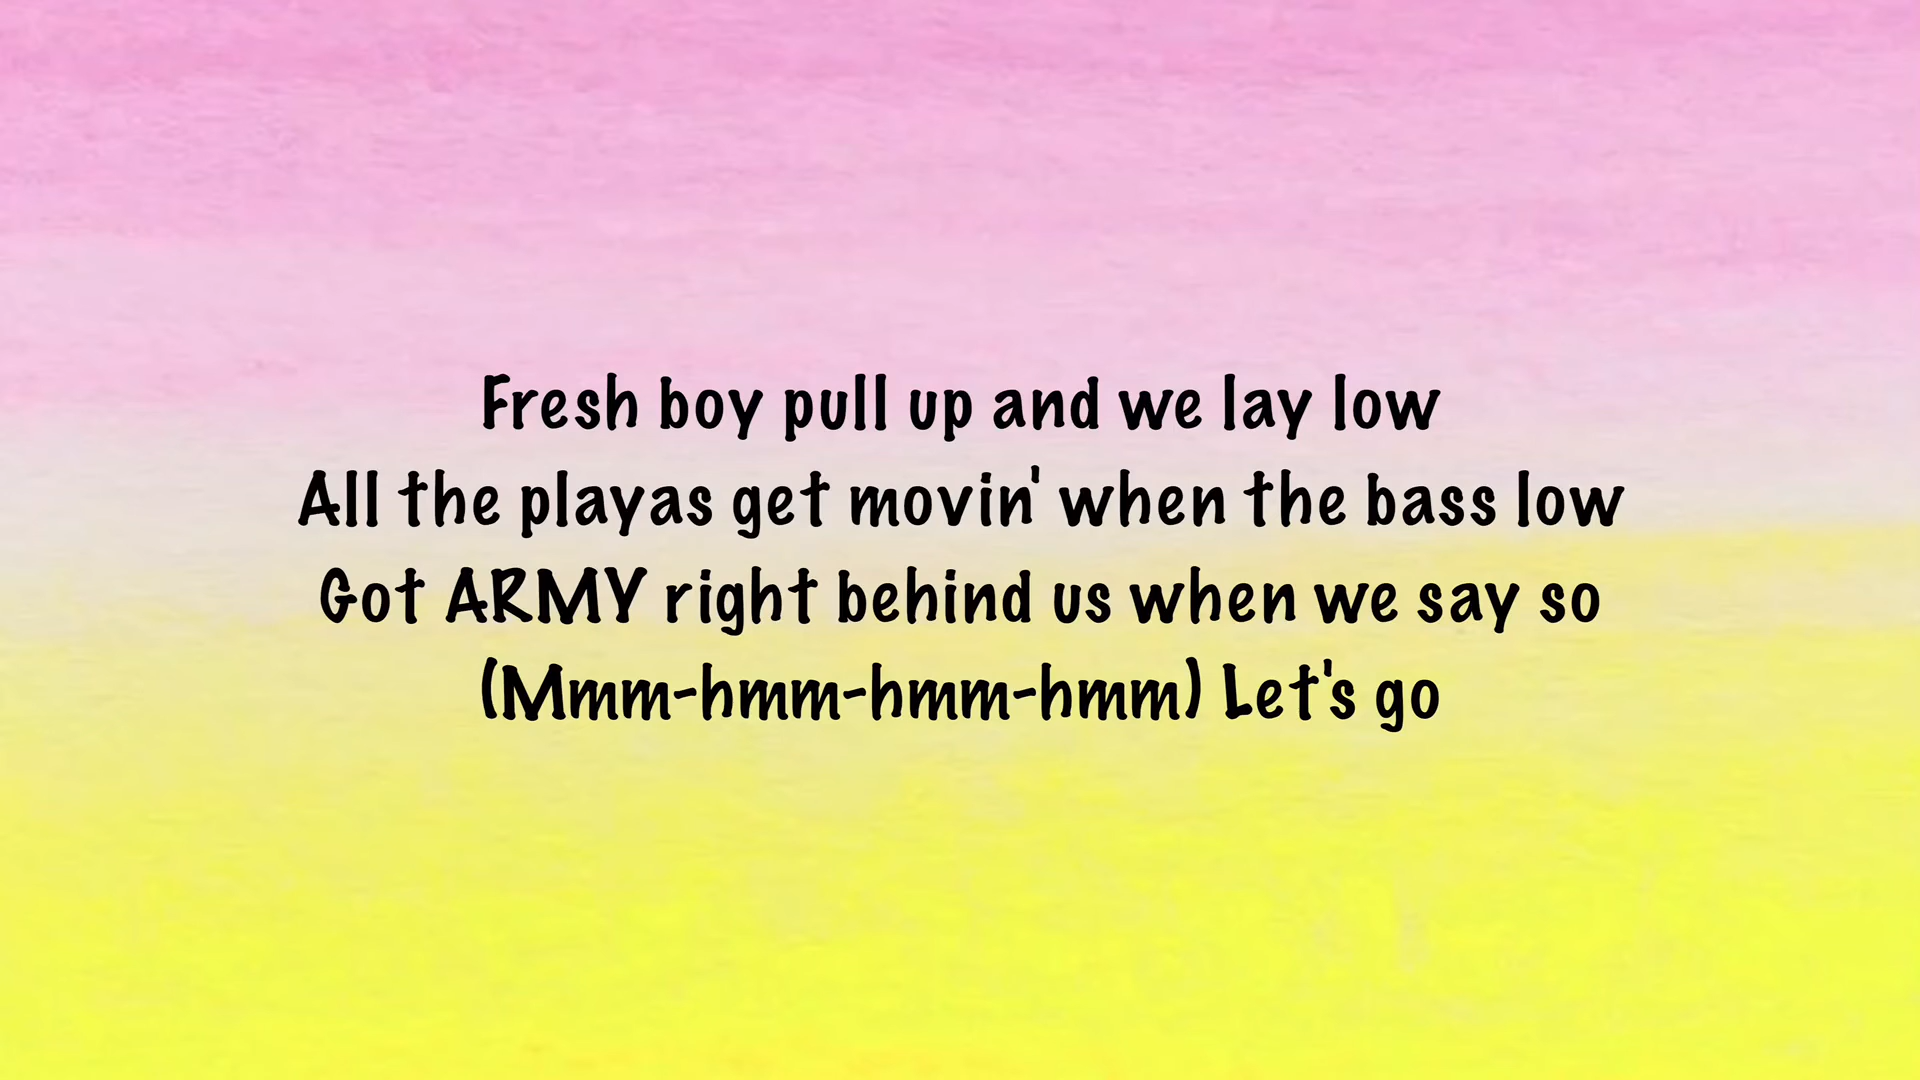 Fresh boy pull up and we lay low
All the playas get movin' when the bass low
Got ARMY right behind us when we say so
(Mmm-hmm-hmm-hmm) Let's go